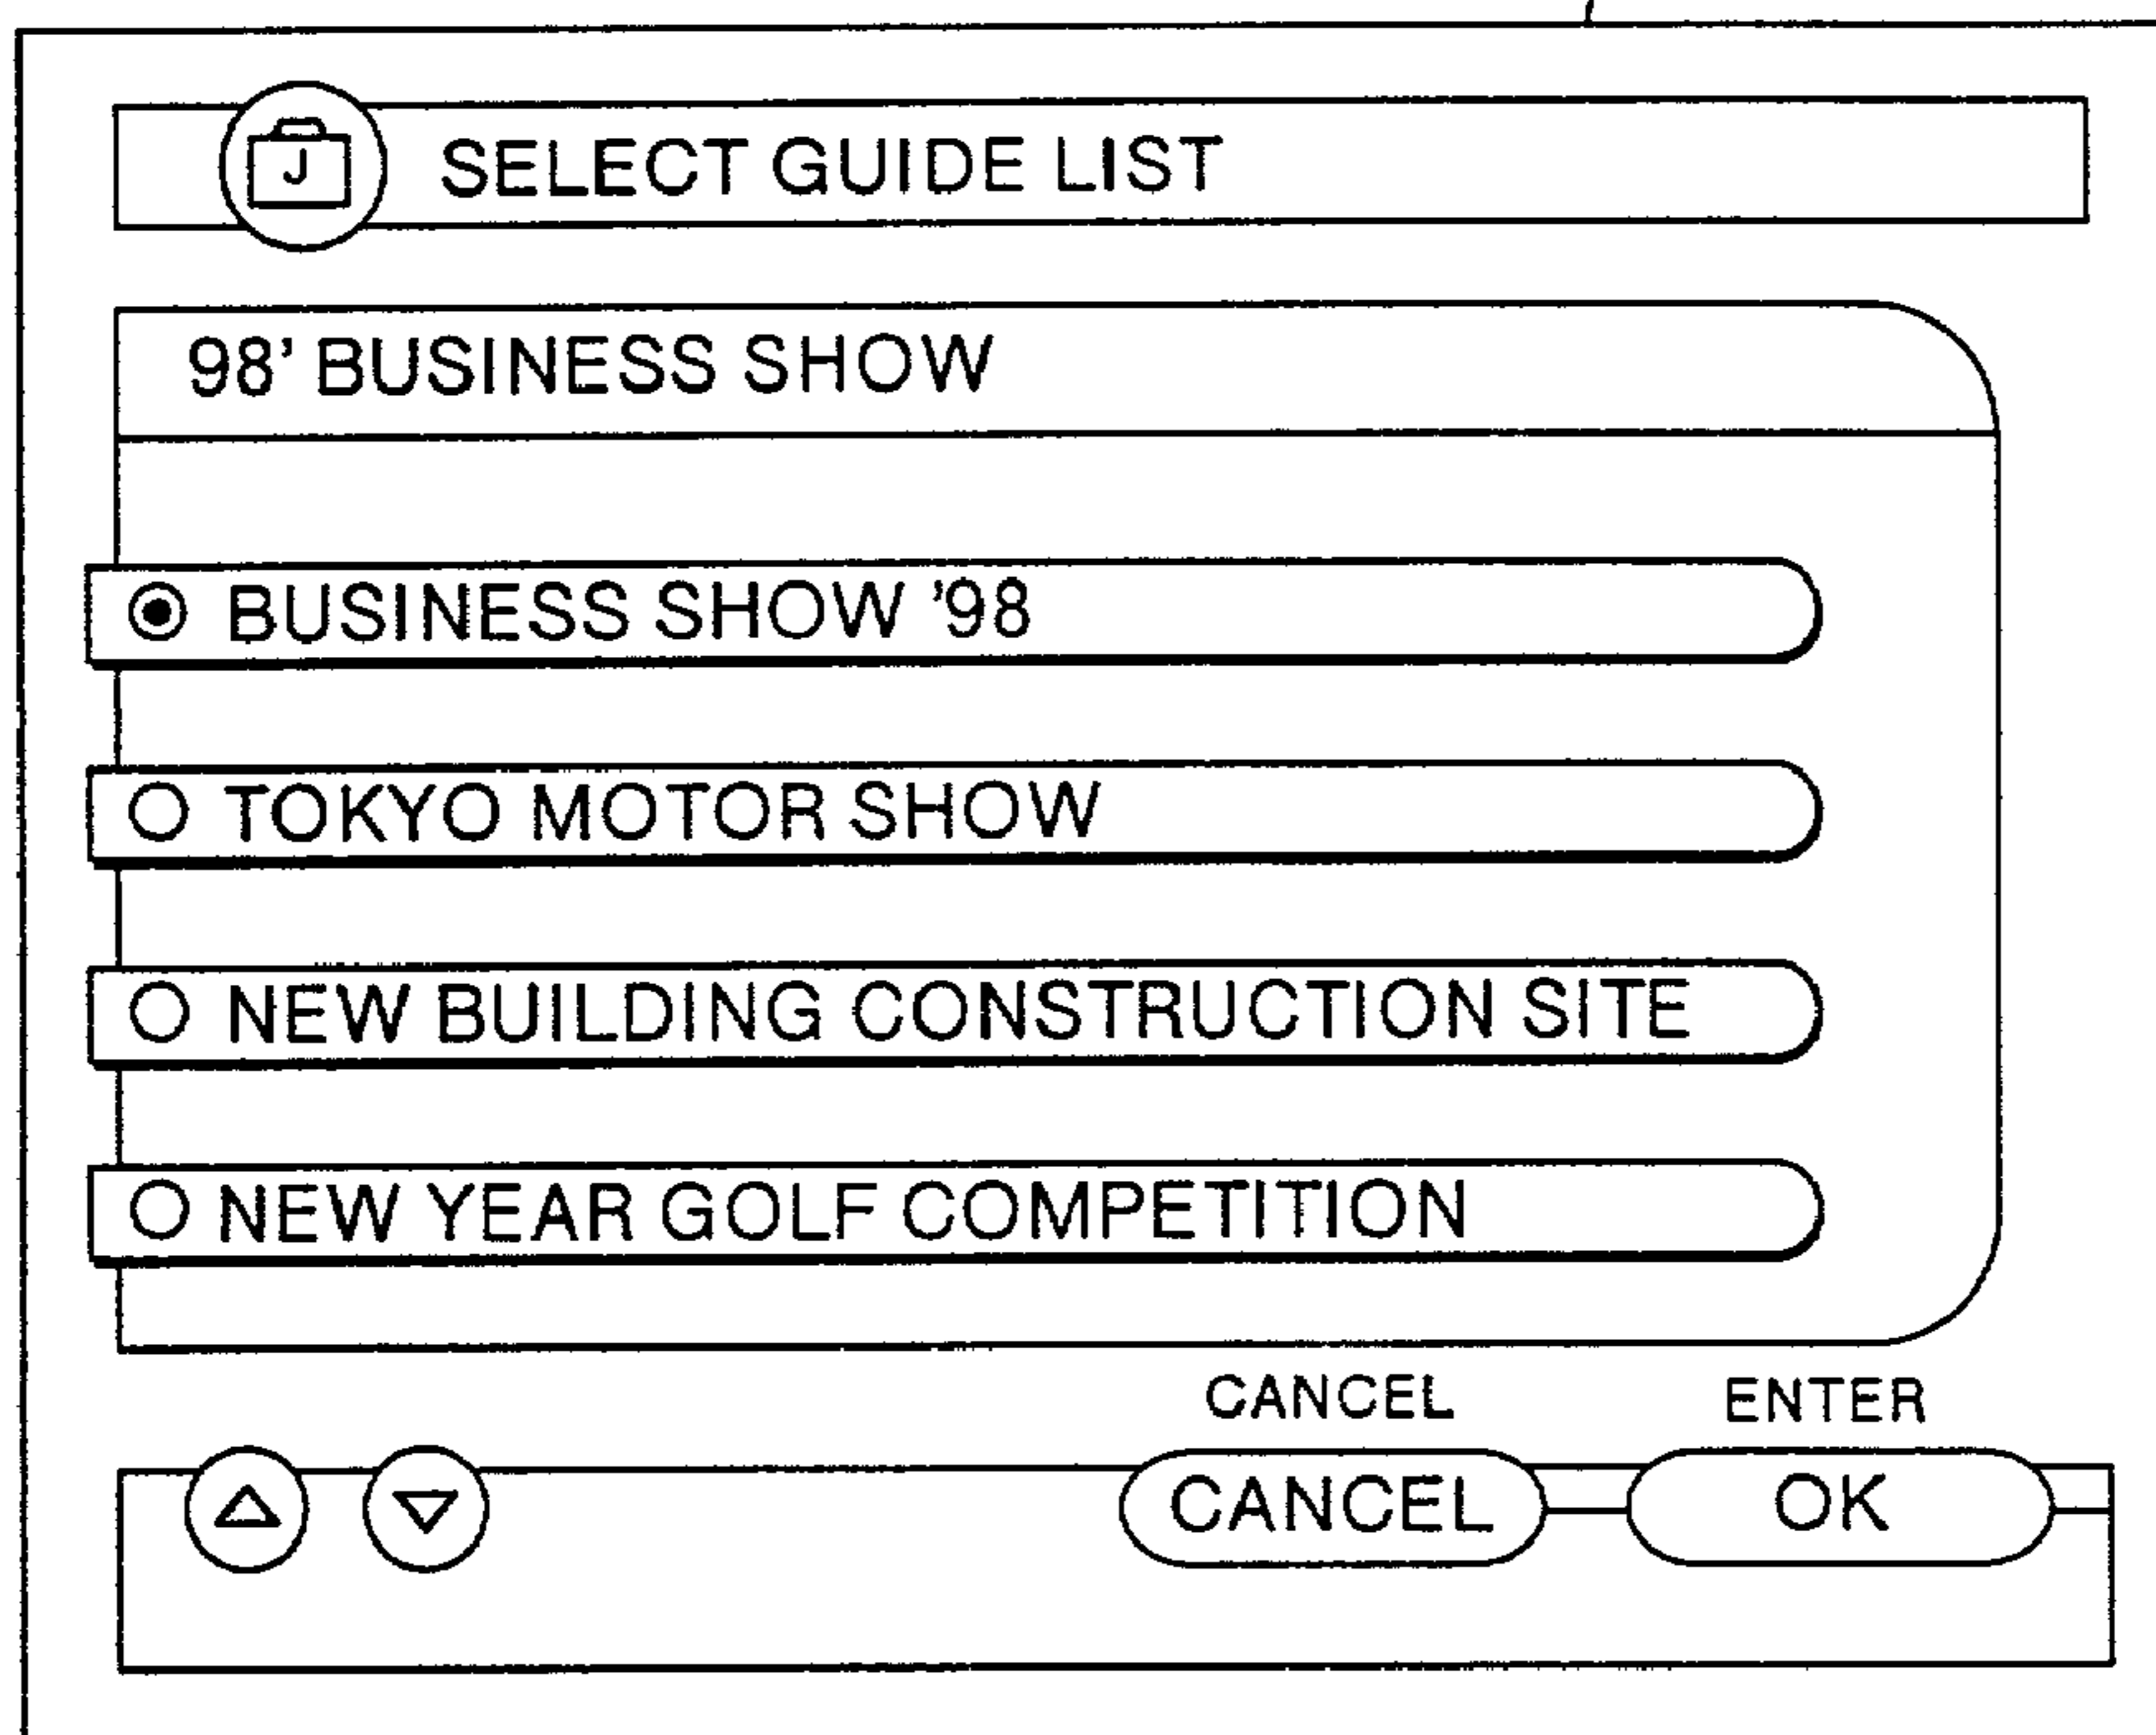 J SELECT GUIDE LIST
98' BUSINESS SHOW
BUSINESS SHOW '98
TOKYO MOTOR SHOW
NEW BUILDING CONSTRUCTION SITE
NEW YEAR GOLF COMPETITION
CANCEL ENTER
CANCEL OK